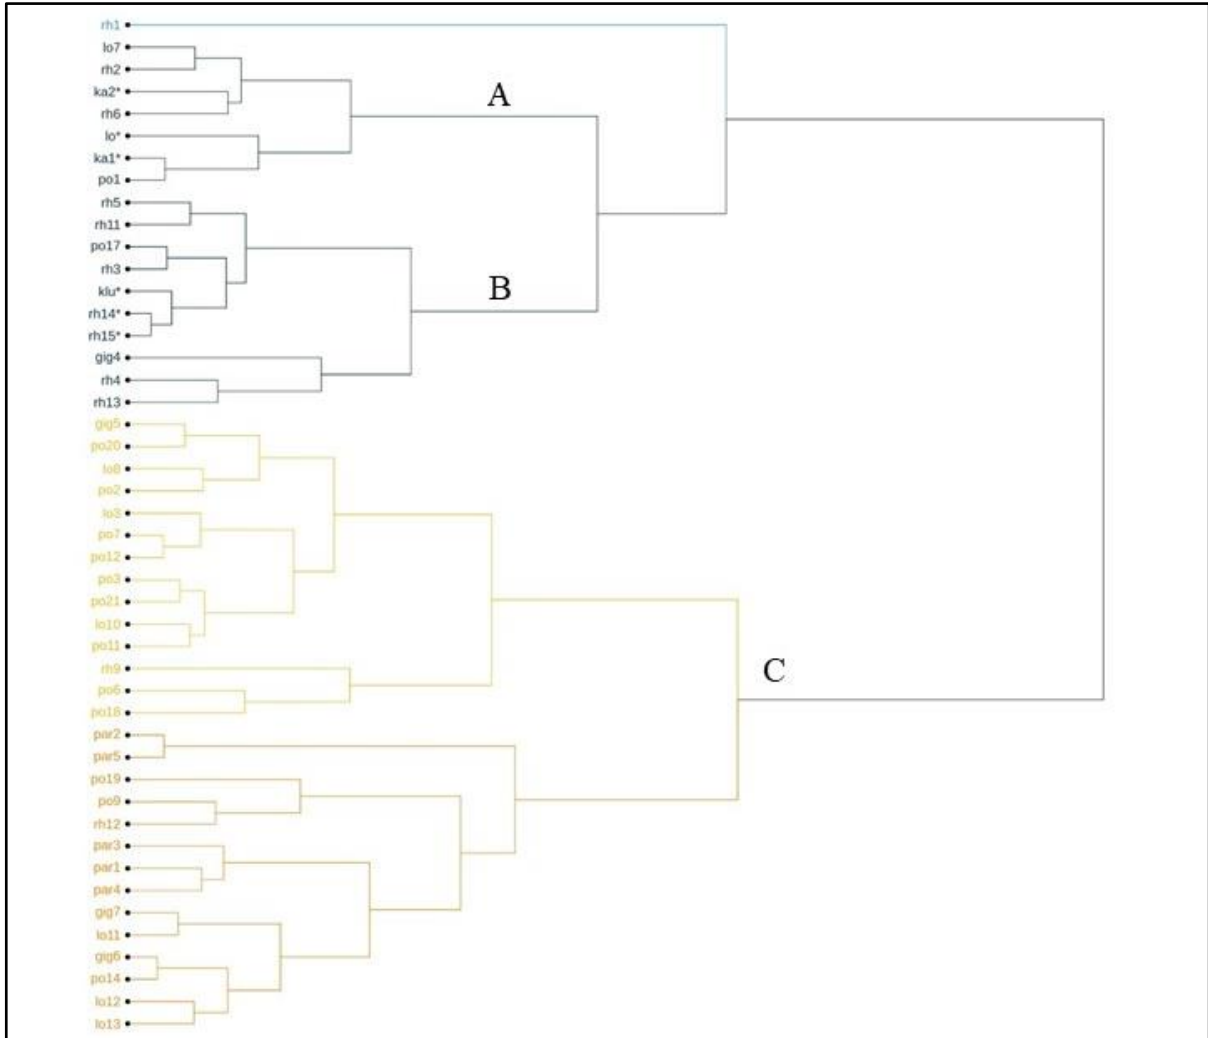 rh1
lo7
rh2
ka2*
A
rh6
lo*
ka1*
po1
rh5
rh11
po17
rh3
klu*
B
rh14*
rh15*
gig4
rh4
rh13
gig5
po20
lo8
po2
lo3
po7
po12
po3
po21
lo10
po11
rh9
C
po6
po18
par2
par5
po19
po9
rh12
par3
par1
par4
gig7
lo11
gig6
po14
lo12
lo13